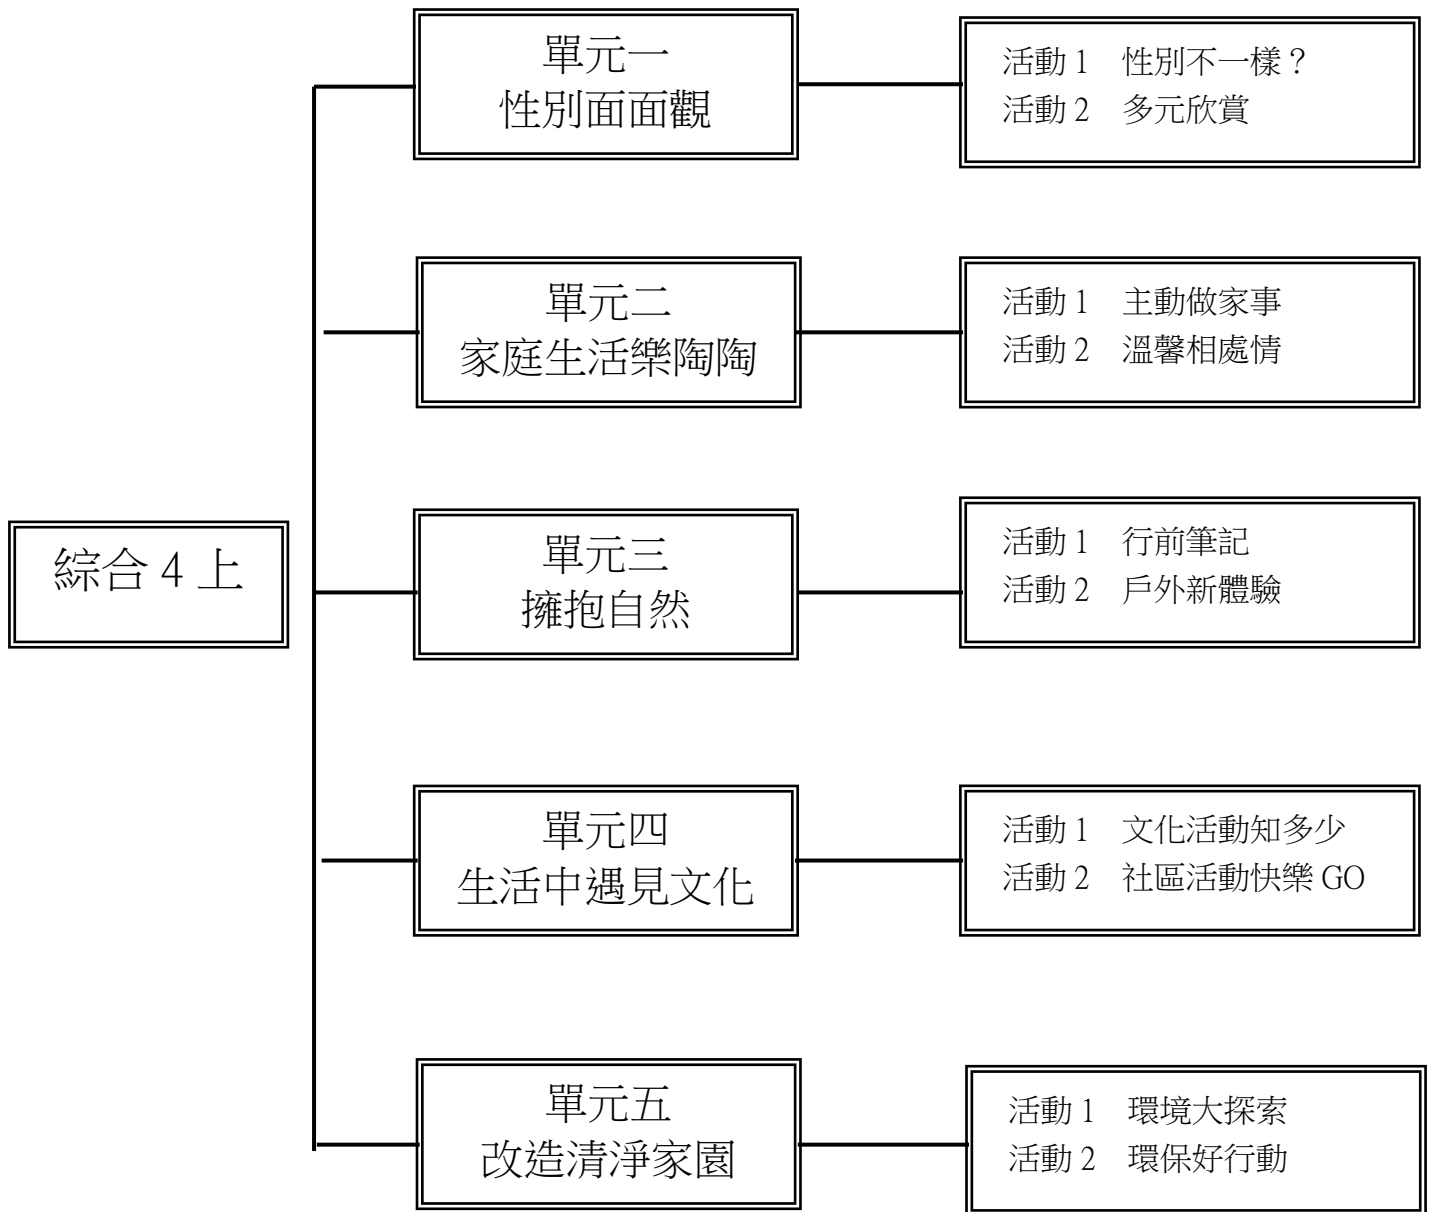 單元一
性別面面觀
活動 1　性別不一樣？
活動 2　多元欣賞
單元二
家庭生活樂陶陶
活動 1　主動做家事
活動 2　溫馨相處情
綜合 4 上
單元三
擁抱自然
活動 1　行前筆記
活動 2　戶外新體驗
單元四
生活中遇見文化
活動 1　文化活動知多少
活動 2　社區活動快樂 GO
單元五
改造清淨家園
活動 1　環境大探索
活動 2　環保好行動